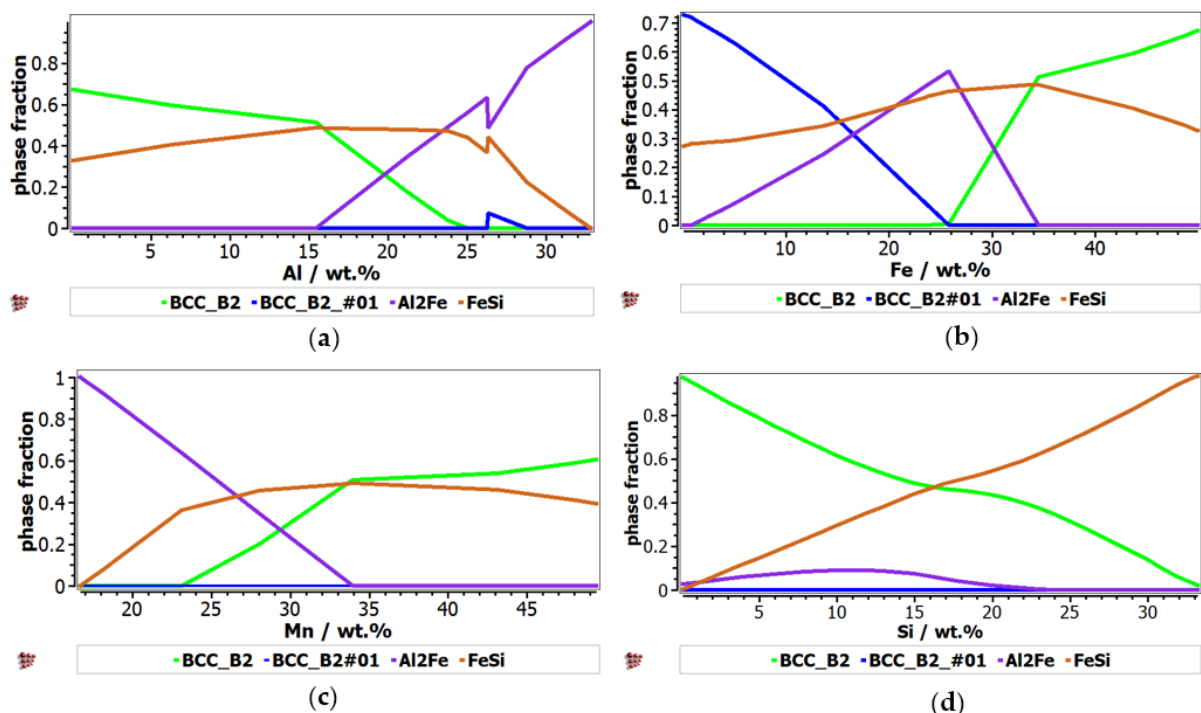 phase fraction
0.8
0.6
0.4
0.2
0
5
10
15
20
25
30
Al / wt.%
BCC_B2 BCC_B2_#01 Al2Fe FeSi
(a)
phase fraction
0.7
0.6
0.5
0.4
0.3
0.2
0.1
0
10
20
30
40
Fe / wt.%
BCC_B2 BCC_B2#01 Al2Fe FeSi
(b)
phase fraction
1
0.8
0.6
0.4
0.2
0
20
25
30
35
40
45
Mn / wt.%
BCC_B2 BCC_B2#01 Al2Fe FeSi
(c)
phase fraction
0.8
0.6
0.4
0.2
0
5
10
15
20
25
30
Si / wt.%
BCC_B2 BCC_B2_#01 Al2Fe FeSi
(d)